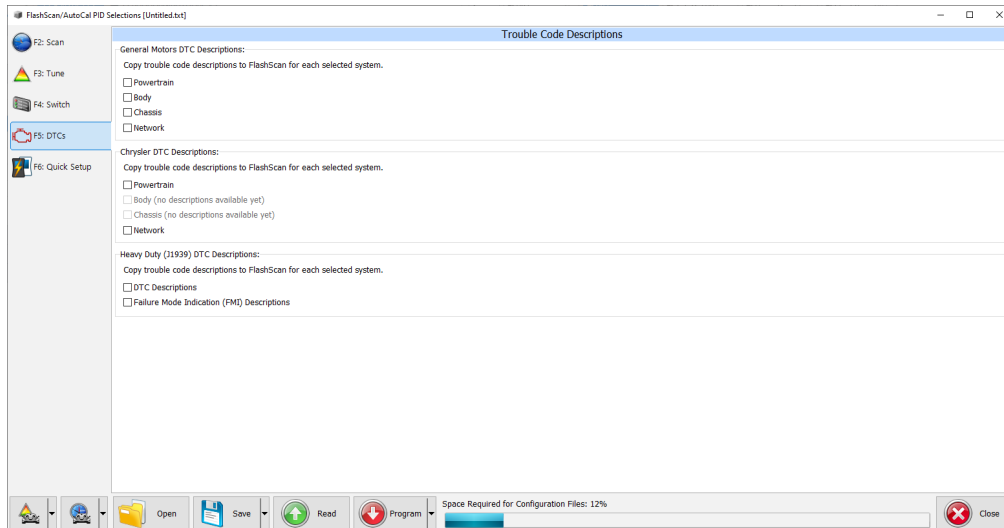 FlashScan/AutoCal PID Selections [Untitled.txt]
F2: Scan
F3: Tune
F4: Switch
F5: DTCs
F6: Quick Setup
Trouble Code Descriptions
General Motors DTC Descriptions:
Copy trouble code descriptions to FlashScan for each selected system.
Powertrain
Body
Chassis
Network
Chrysler DTC Descriptions:
Copy trouble code descriptions to FlashScan for each selected system.
Powertrain
Body (no descriptions available yet)
Chassis (no descriptions available yet)
Network
Heavy Duty (J1939) DTC Descriptions:
Copy trouble code descriptions to FlashScan for each selected system.
DTC Descriptions
Failure Mode Indication (FMI) Descriptions
Open
Save
Read
Program
Space Required for Configuration Files: 12%
Close